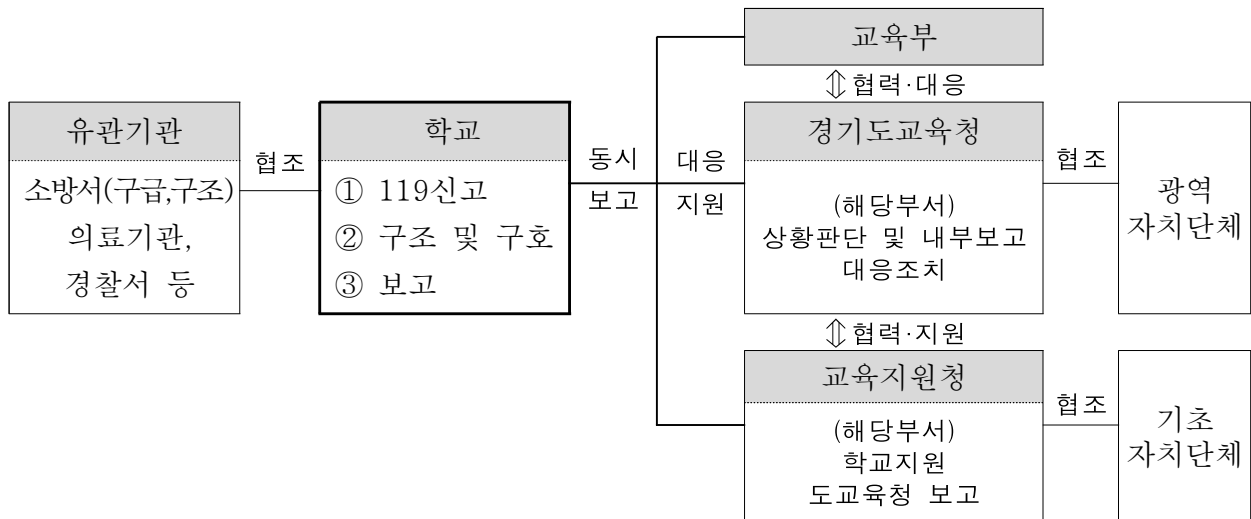 교육부
⇕협력·대응
유관기관
소방서(구급,구조)
의료기관,
경찰서 등
협조
학교
① 119신고
② 구조 및 구호
③ 보고
동시
보고
대응
지원
경기도교육청
(해당부서)
상황판단 및 내부보고
대응조치
협조
광역
자치단체
⇕협력·지원
교육지원청
(해당부서)
학교지원
도교육청 보고
협조
기초
자치단체